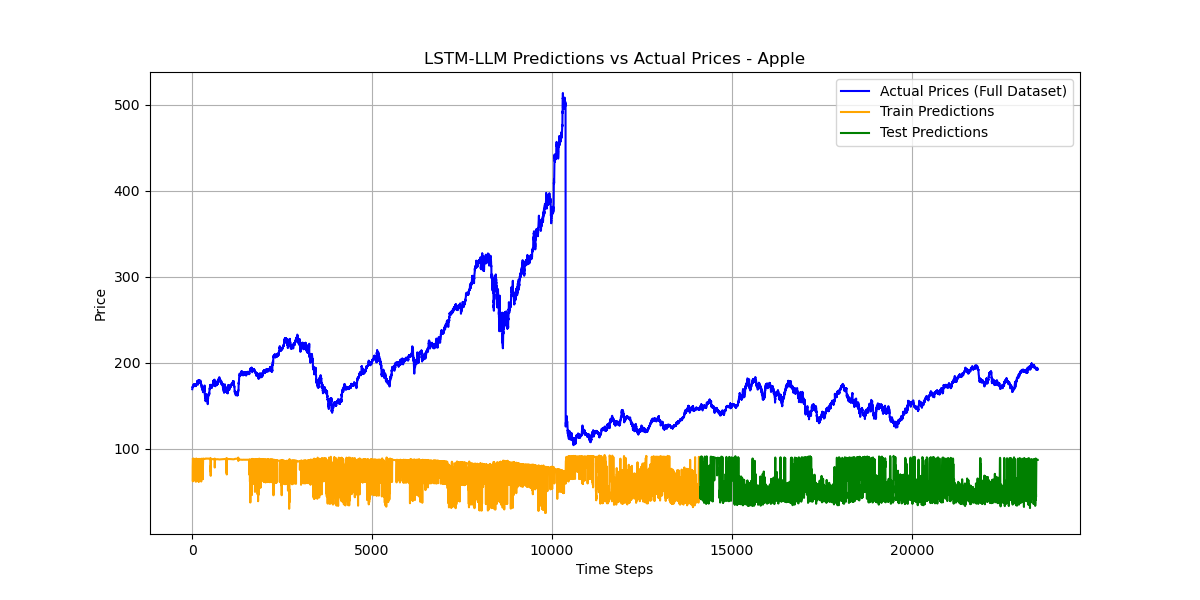 LSTM-LLM Predictions vs Actual Prices - Apple
Actual Prices (Full Dataset)
Train Predictions
Test Predictions
500
400
300
200
100
Price
0
5000
10000
15000
20000
Time Steps